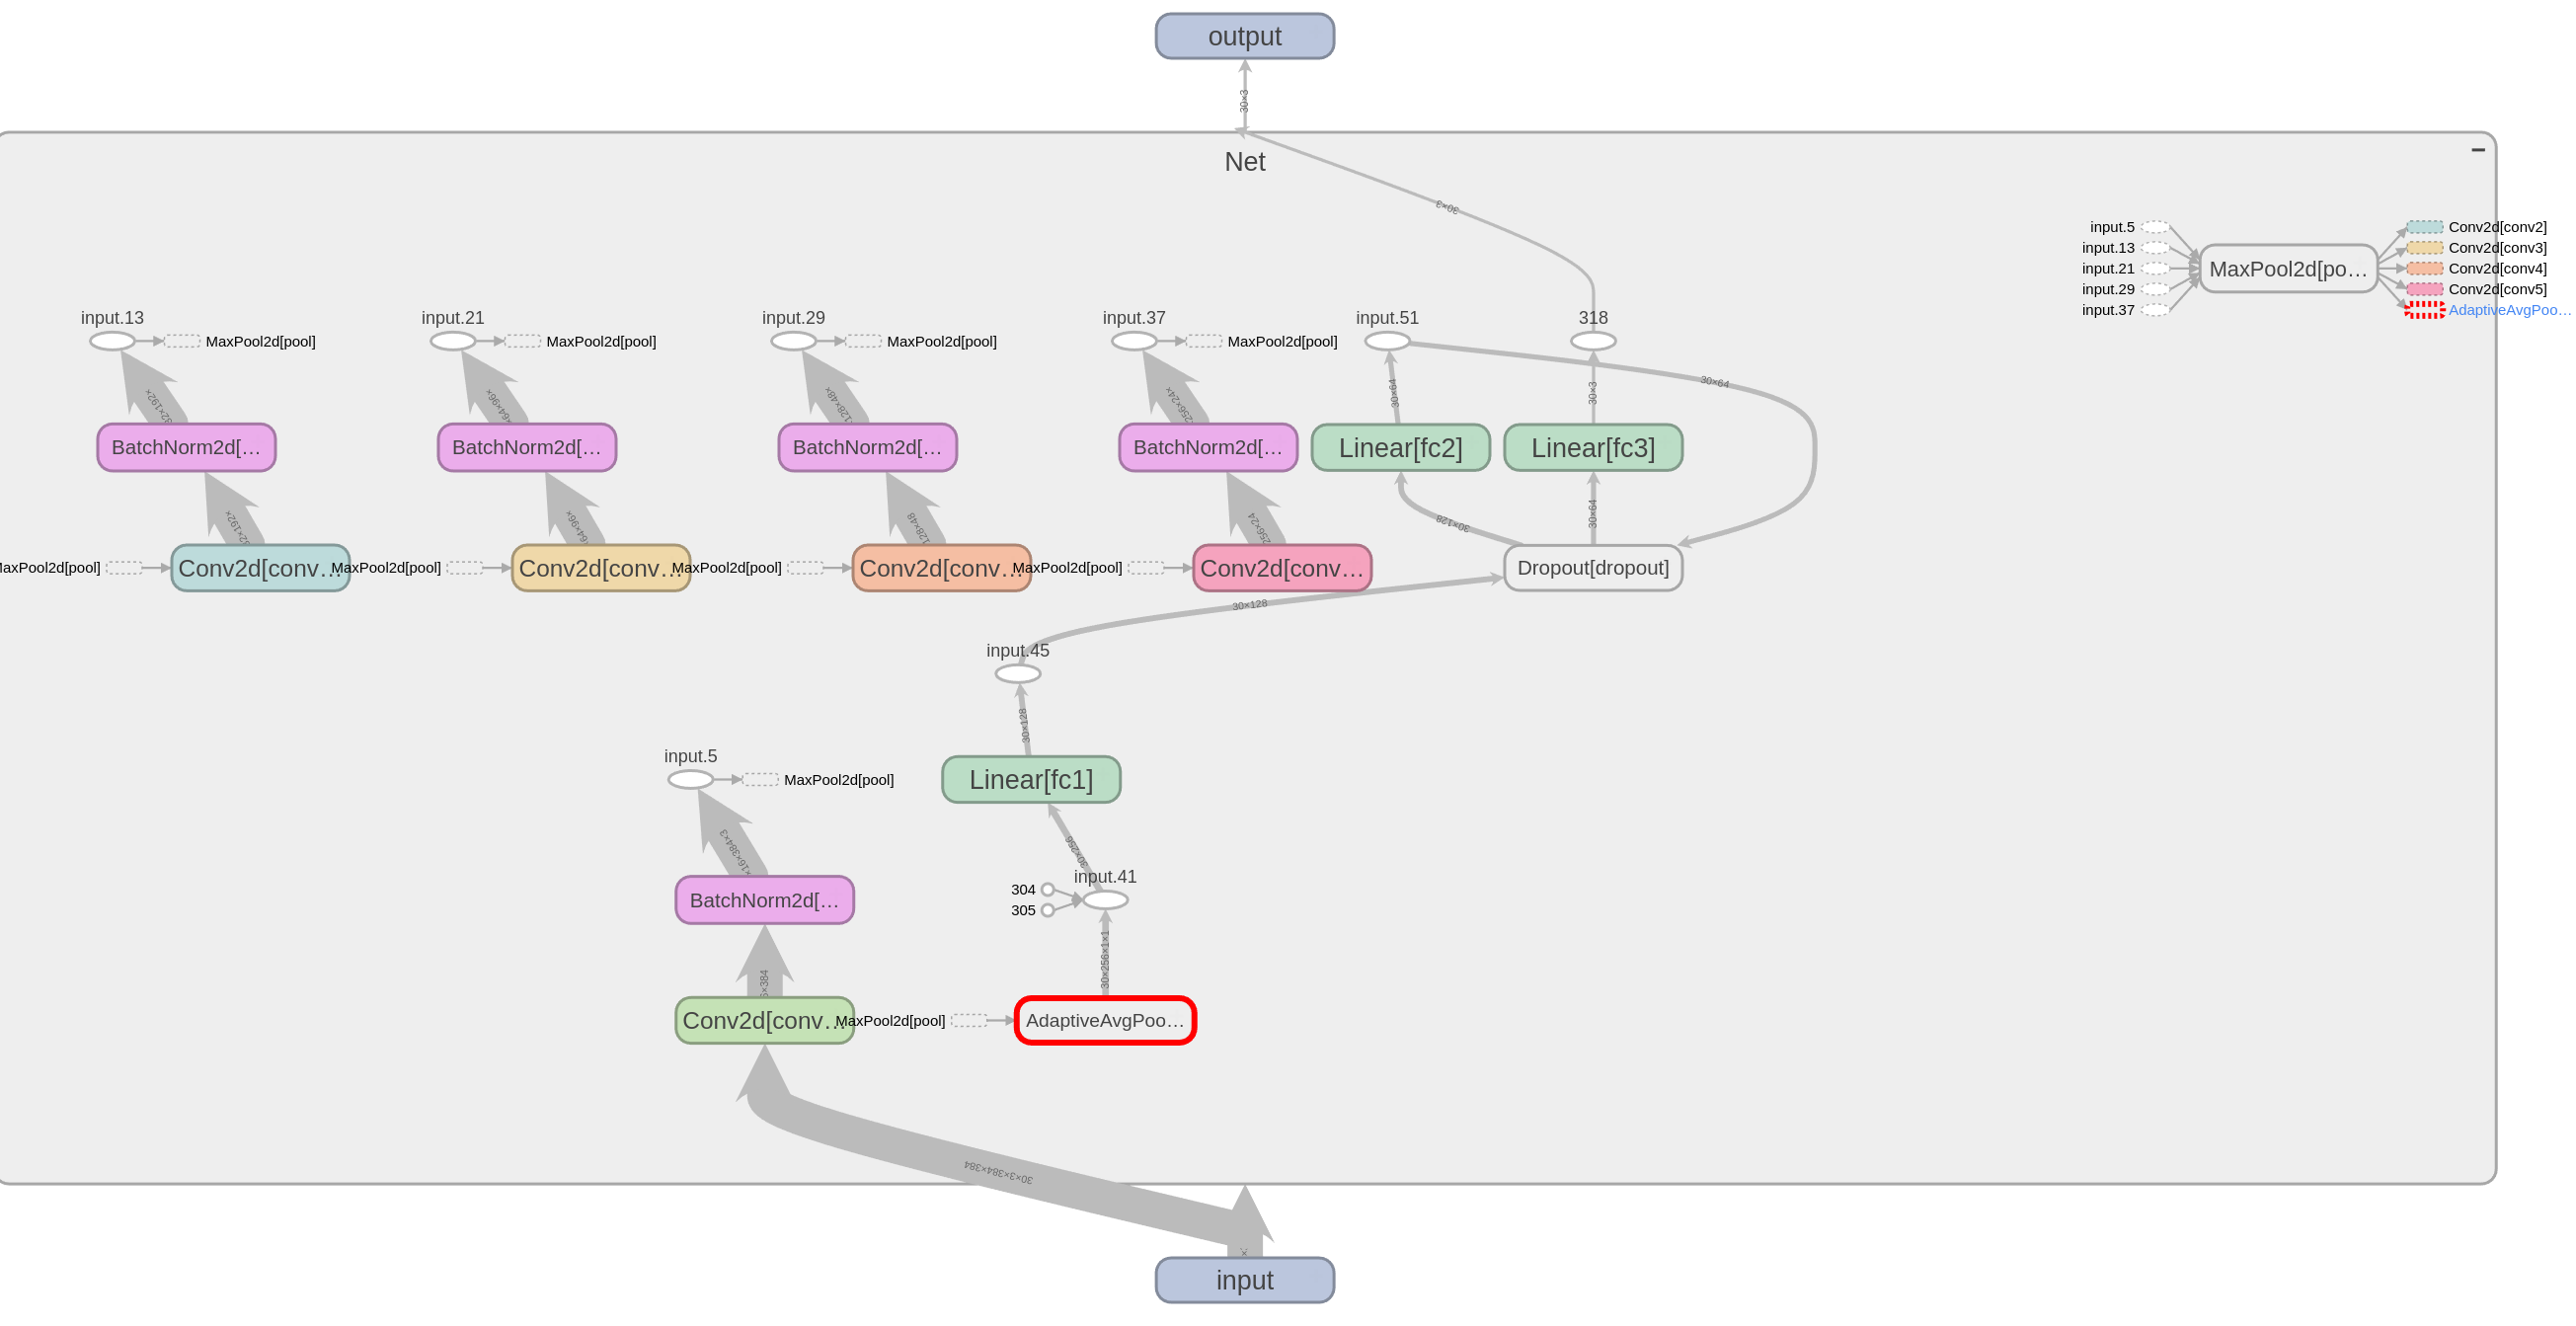 output
30×3
Net
30×3
input.5
Conv2d[conv2]
input.13
Conv2d[conv3]
input.21
MaxPool2d[po…
Conv2d[conv4]
input.29
Conv2d[conv5]
input.37
AdaptiveAvgPoo…
input.13
MaxPool2d[pool]
input.21
MaxPool2d[pool]
input.29
MaxPool2d[pool]
input.37
MaxPool2d[pool]
input.51
318
30×64
30×3
30×64
BatchNorm2d[…
BatchNorm2d[…
BatchNorm2d[…
BatchNorm2d[…
Linear[fc2]
Linear[fc3]
30×128
30×64
MaxPool2d[pool]
Conv2d[conv…
MaxPool2d[pool]
Conv2d[conv…
MaxPool2d[pool]
Conv2d[conv…
MaxPool2d[pool]
Conv2d[conv…
Dropout[dropout]
30×128
input.45
30×128
input.5
MaxPool2d[pool]
Linear[fc1]
×16×384×3
30×256
input.41
304
305
BatchNorm2d[…
30×256×1×1
Conv2d[conv…
MaxPool2d[pool]
AdaptiveAvgPoo…
30×3×384×384
input